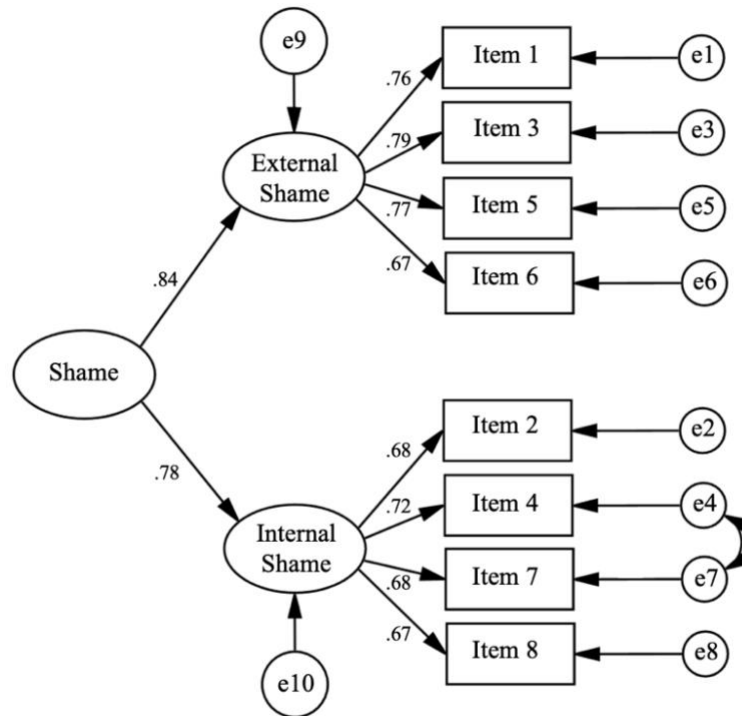 e9
.76
Item 1
e1
.79
Item 3
e3
External
Shame
.77
Item 5
e5
.67
Item 6
e6
.84
Shame
.78
.68
Item 2
e2
.72
Item 4
e4
Internal
Shame
.68
Item 7
e7
.67
Item 8
e8
e10